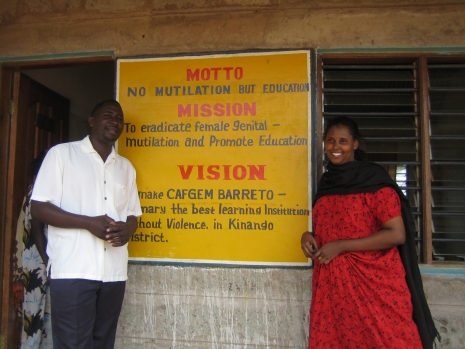 MOTTO
NO MUTILATION BUT EDUCATION
MISSION
To eradicate female genital -
Mutilation and Promote Education
VISION
make CAFGEM BARRETO -
the best learning Institution
Violence. in Kinango
District.